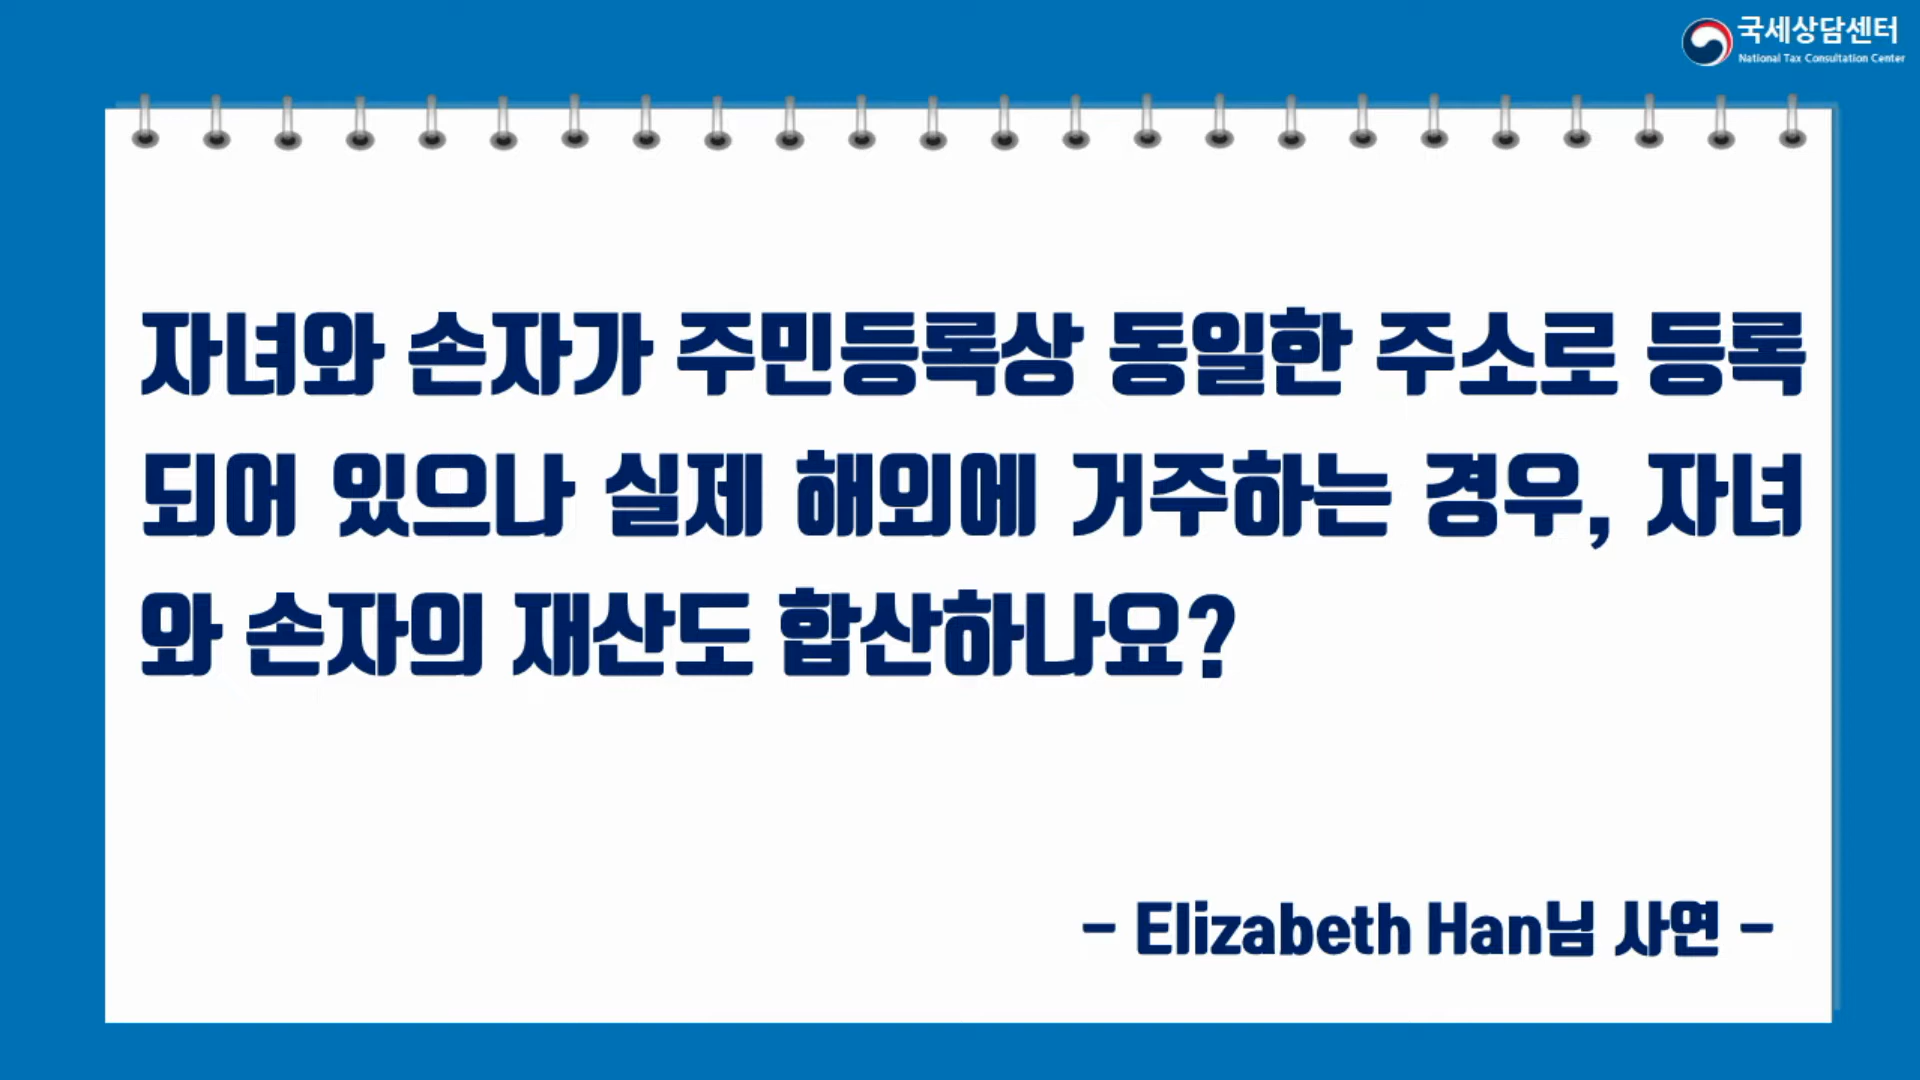 국세상담센터
National Tax Consultation Center
자녀와 손자가 주민등록상 동일한 주소로 등록
되어 있으나 실제 해외에 거주하는 경우, 자녀
와 손자의 재산도 합산하나요?
- Elizabeth Han님 사연 -